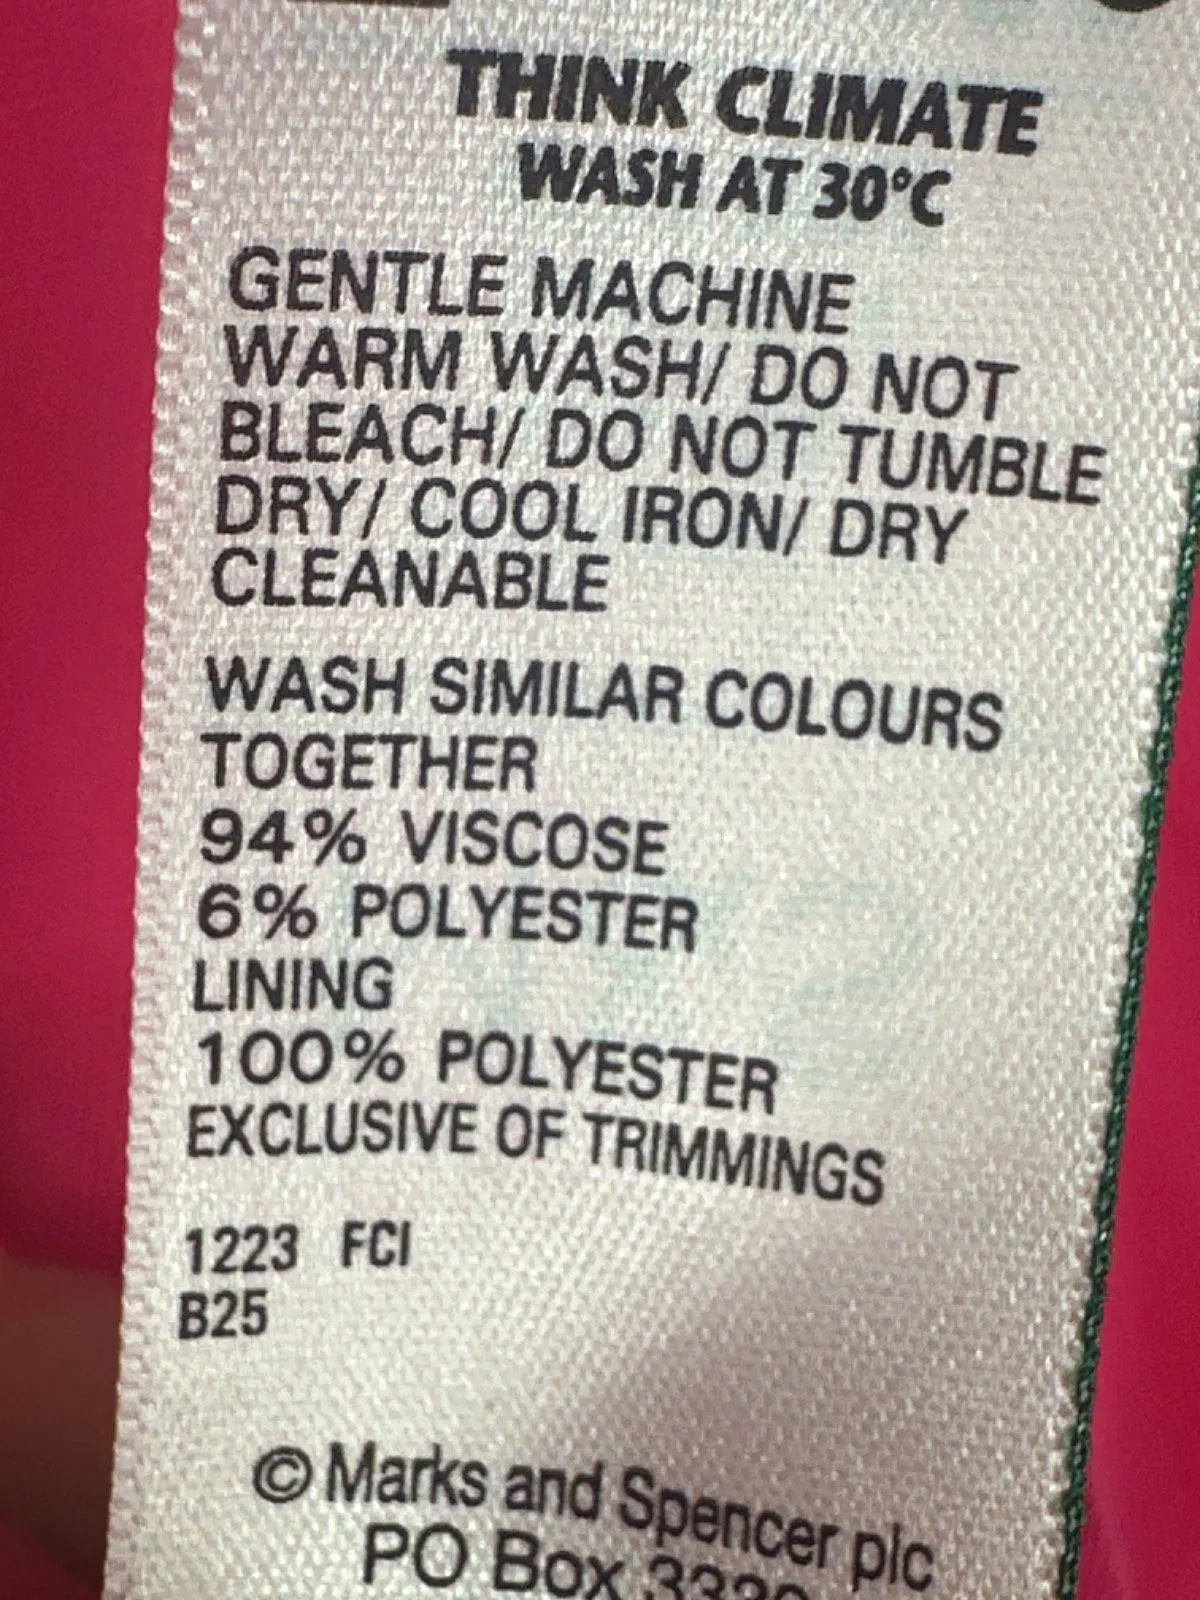 THINK CLIMATE
WASH AT 30°C
GENTLE MACHINE
WARM WASH/ DO NOT
BLEACH/ DO NOT TUMBLE
DRY/ COOL IRON/ DRY
CLEANABLE
WASH SIMILAR COLOURS
TOGETHER
94% VISCOSE
6% POLYESTER
LINING
100% POLYESTER
EXCLUSIVE OF TRIMMINGS
1223 FCI
B25
© Marks and Spencer plc
PO Box